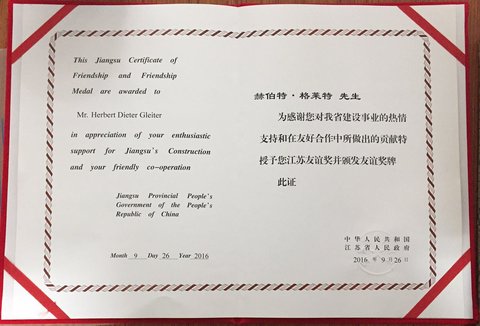 This Jiangsu Certificate of
Friendship and Friendship
Medal are awarded to
Mr. Herbert Dieter Gleiter
in appreciation of your enthusiastic
support for Jiangsu's Construction
and your friendly co-operation
Jiangsu Provincial People's
Government of the People's
Republic of China
Month 9 Day 26 Year 2016
赫伯特·格莱特 先生
为感谢您对我省建设事业的热情
支持和在友好合作中所做出的贡献特
授予您江苏友谊奖并颁发友谊奖牌
此证
中华人民共和国
江苏省人民政府
2016 年 9 月 26 日